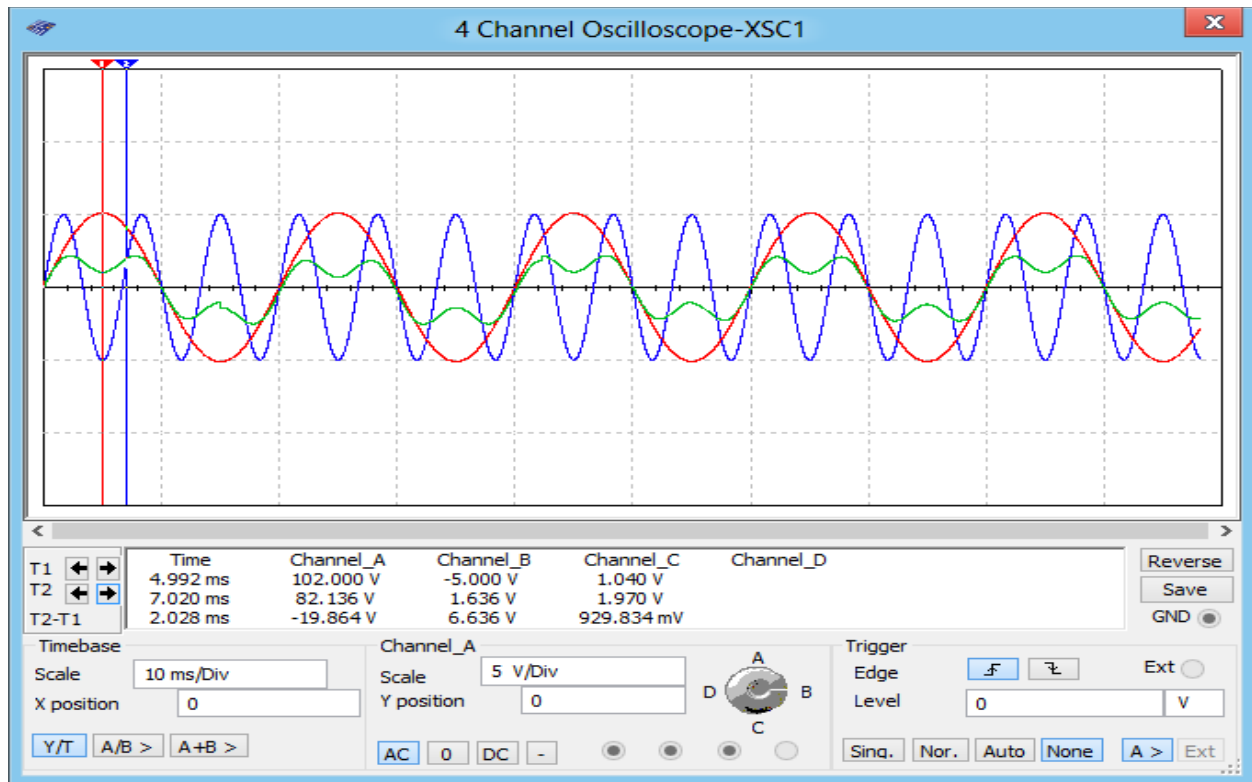 4 Channel Oscilloscope-XSC1
x
1 2
< >
Time Channel_A Channel_B Channel_C Channel_D
T1 4.992 ms 102.000 V -5.000 V 1.040 V
T2 7.020 ms 82.136 V 1.636 V 1.970 V
T2-T1 2.028 ms -19.864 V 6.636 V 929.834 mV
Reverse
Save
GND
Timebase Channel_A Trigger
Scale 10 ms/Div Scale 5 V/Div A Edge Ext
X position 0 Y position 0 D B Level 0 V
C
Y/T A/B > A+B > AC 0 DC - Sing. Nor. Auto None A > Ext